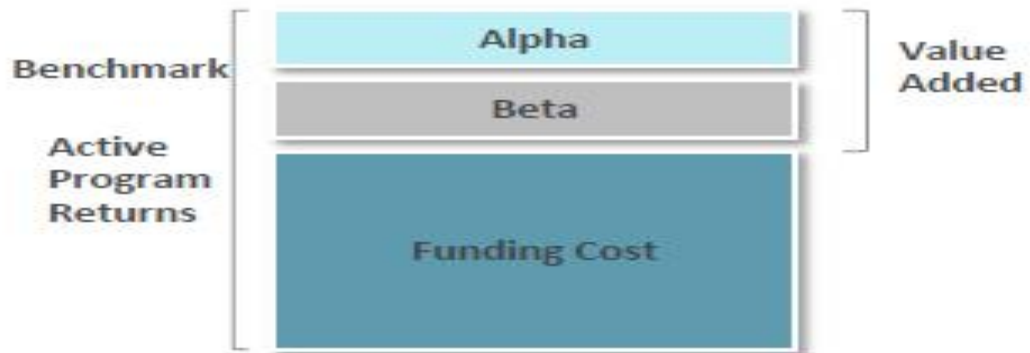 Alpha
Value
Added
Benchmark
Beta
Active
Program
Returns
Funding Cost